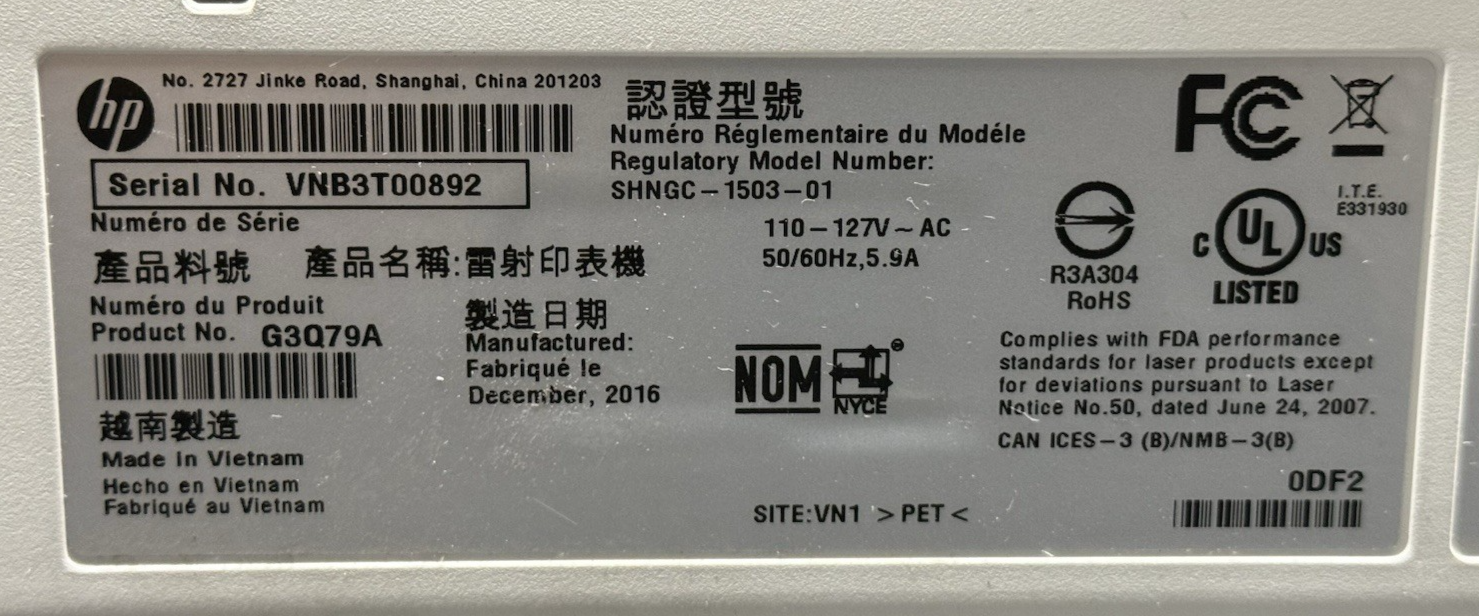 hp
No. 2727 Jinke Road, Shanghai, China 201203
Serial No. VNB3T00892
Numéro de Série
產品料號
產品名稱:雷射印表機
Numéro du Produit
Product No. G3Q79A
製造日期
Manufactured:
Fabriqué le
December, 2016
越南製造
Made in Vietnam
Hecho en Vietnam
Fabriqué au Vietnam
認證型號
Numéro Réglementaire du Modéle
Regulatory Model Number:
SHNGC-1503-01
110-127V~AC
50/60Hz,5.9A
NOM
NYCE
SITE:VN1 >PET<
FC
R3A304
RoHS
I.T.E.
E331930
C UL US
LISTED
Complies with FDA performance
standards for laser products except
for deviations pursuant to Laser
Notice No.50, dated June 24, 2007.
CAN ICES-3 (B)/NMB-3(B)
0DF2